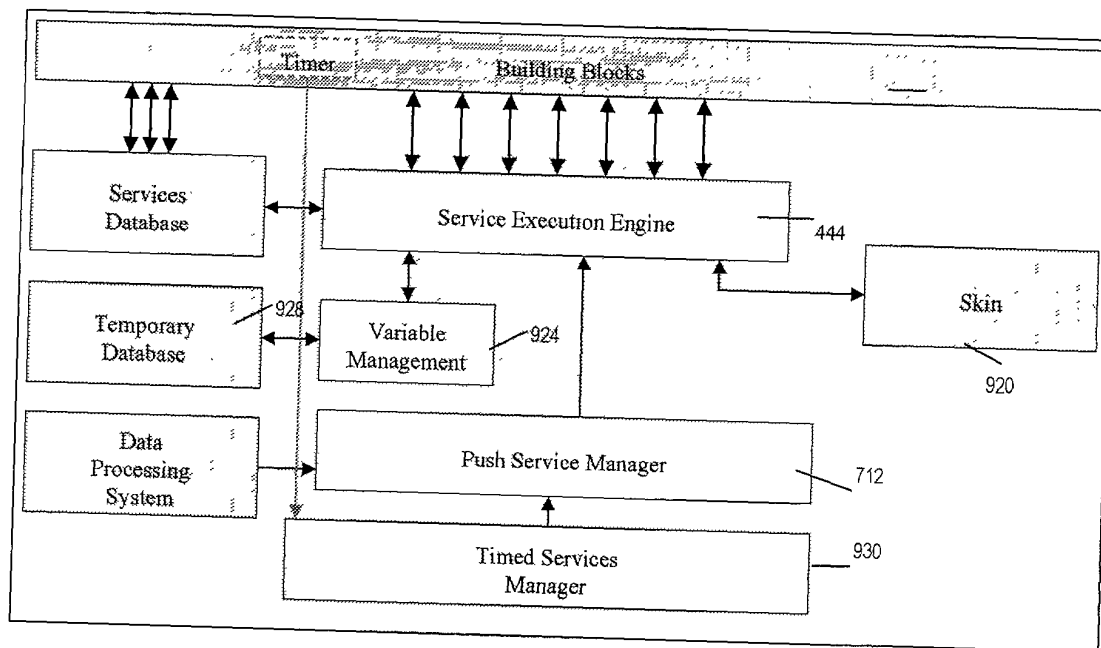 Timer
Building Blocks
Services
Database
Service Execution Engine
444
Temporary
Database
928
Variable
Management
924
Skin
920
Data
Processing
System
Push Service Manager
712
Timed Services
Manager
930